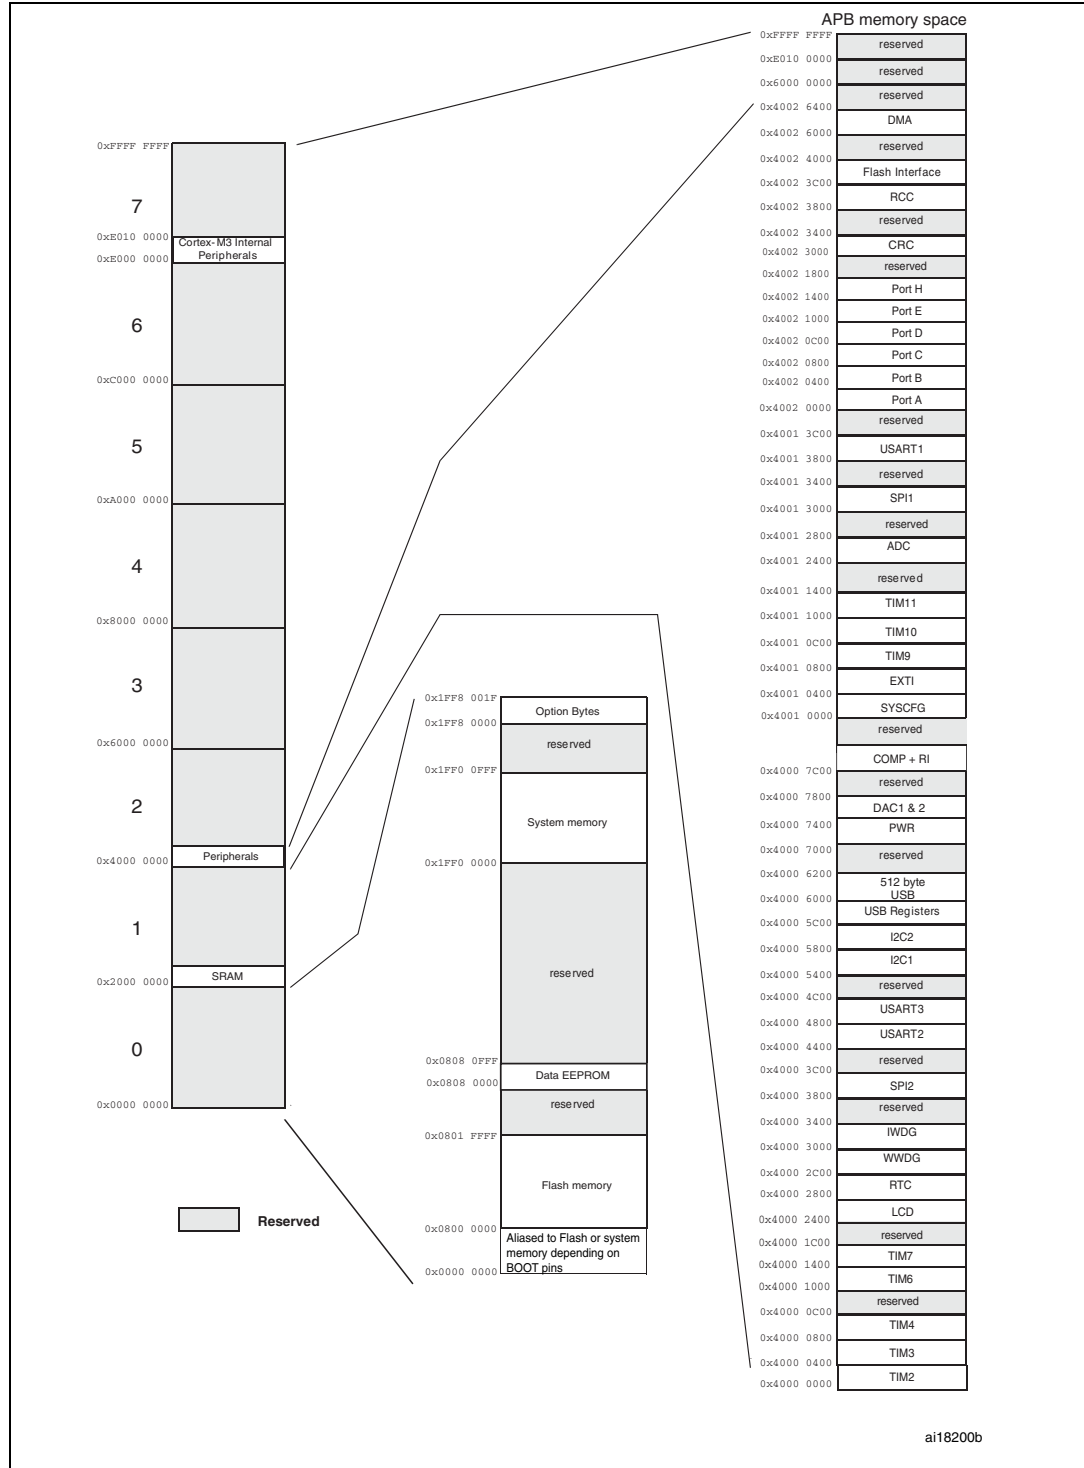 APB memory space
0xFFFF FFFF
reserved
0xE010 0000
reserved
0x6000 0000
reserved
0x4002 6400
DMA
0x4002 6000
reserved
0x4002 4000
Flash Interface
0x4002 3C00
RCC
0x4002 3800
reserved
0x4002 3400
CRC
0x4002 3000
reserved
0x4002 1800
Port H
0x4002 1400
Port E
0x4002 1000
Port D
0x4002 0C00
Port C
0x4002 0800
Port B
0x4002 0400
Port A
0x4002 0000
reserved
0x4001 3C00
USART1
0x4001 3800
reserved
0x4001 3400
SPI1
0x4001 3000
reserved
0x4001 2800
ADC
0x4001 2400
reserved
0x4001 1400
TIM11
0x4001 1000
TIM10
0x4001 0C00
TIM9
0x4001 0800
EXTI
0x4001 0400
SYSCFG
0x4001 0000
reserved
COMP + RI
0x4000 7C00
reserved
0x4000 7800
DAC1 & 2
0x4000 7400
PWR
0x4000 7000
reserved
0x4000 6200
512 byte
USB
0x4000 6000
USB Registers
0x4000 5C00
I2C2
0x4000 5800
I2C1
0x4000 5400
reserved
0x4000 4C00
USART3
0x4000 4800
USART2
0x4000 4400
reserved
0x4000 3C00
SPI2
0x4000 3800
reserved
0x4000 3400
IWDG
0x4000 3000
WWDG
0x4000 2C00
RTC
0x4000 2800
LCD
0x4000 2400
reserved
0x4000 1C00
TIM7
0x4000 1400
TIM6
0x4000 1000
reserved
0x4000 0C00
TIM4
0x4000 0800
TIM3
0x4000 0400
TIM2
0x4000 0000
0xFFFF FFFF
7
0xE010 0000
Cortex-M3 Internal
Peripherals
0xE000 0000
6
0xC000 0000
5
0xA000 0000
4
0x8000 0000
3
0x6000 0000
2
Peripherals
0x4000 0000
1
SRAM
0x2000 0000
0
0x0000 0000
Reserved
0x1FF8 001F
Option Bytes
0x1FF8 0000
reserved
0x1FF0 0FFF
System memory
0x1FF0 0000
reserved
0x0808 0FFF
Data EEPROM
0x0808 0000
reserved
0x0801 FFFF
Flash memory
0x0800 0000
Aliased to Flash or system
memory depending on
BOOT pins
0x0000 0000
ai18200b